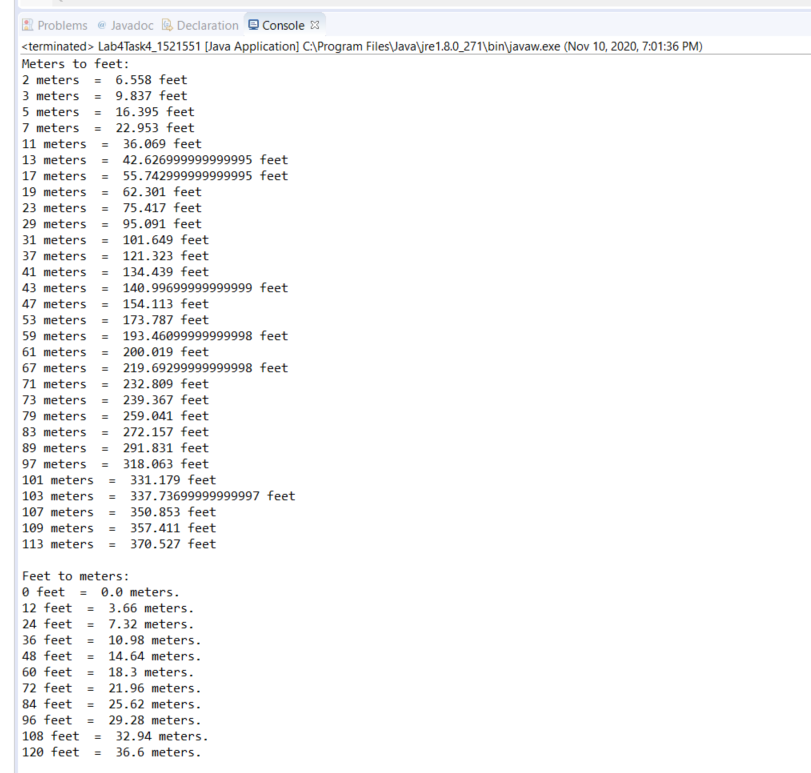 Problems @ Javadoc Declaration Console
<terminated> Lab4Task4_1521551 [Java Application] C:\Program Files\Java\jre1.8.0_271\bin\javaw.exe (Nov 10, 2020, 7:01:36 PM)
Meters to feet:
2 meters  =  6.558 feet
3 meters  =  9.837 feet
5 meters  =  16.395 feet
7 meters  =  22.953 feet
11 meters  =  36.069 feet
13 meters  =  42.626999999999995 feet
17 meters  =  55.742999999999995 feet
19 meters  =  62.301 feet
23 meters  =  75.417 feet
29 meters  =  95.091 feet
31 meters  =  101.649 feet
37 meters  =  121.323 feet
41 meters  =  134.439 feet
43 meters  =  140.99699999999999 feet
47 meters  =  154.113 feet
53 meters  =  173.787 feet
59 meters  =  193.46099999999998 feet
61 meters  =  200.019 feet
67 meters  =  219.69299999999998 feet
71 meters  =  232.809 feet
73 meters  =  239.367 feet
79 meters  =  259.041 feet
83 meters  =  272.157 feet
89 meters  =  291.831 feet
97 meters  =  318.063 feet
101 meters  =  331.179 feet
103 meters  =  337.73699999999997 feet
107 meters  =  350.853 feet
109 meters  =  357.411 feet
113 meters  =  370.527 feet
Feet to meters:
0 feet  =  0.0 meters.
12 feet  =  3.66 meters.
24 feet  =  7.32 meters.
36 feet  =  10.98 meters.
48 feet  =  14.64 meters.
60 feet  =  18.3 meters.
72 feet  =  21.96 meters.
84 feet  =  25.62 meters.
96 feet  =  29.28 meters.
108 feet  =  32.94 meters.
120 feet  =  36.6 meters.